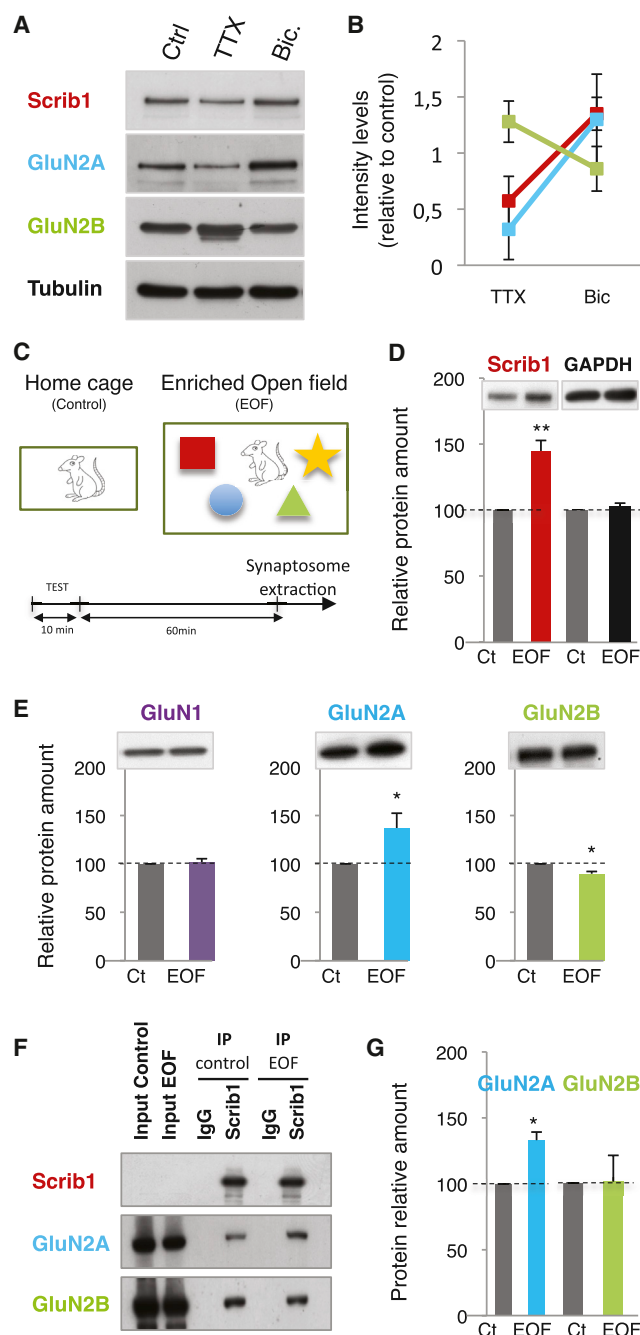 A
Ctrl TTX Bic.
Scrib1
GluN2A
GluN2B
Tubulin
B
Intensity levels
(relative to control)
2
1,5
1
0,5
0
TTX Bic
C
Home cage
(Control)
Enriched Open field
(EOF)
TEST
Synaptosome
extraction
10 min
60min
D
Scrib1 GAPDH
Relative protein amount
200
150
100
50
0
**
Ct EOF Ct EOF
E
GluN1
Relative protein amount
200
150
100
50
0
Ct EOF
GluN2A
200
150
100
50
0
*
Ct EOF
GluN2B
200
150
100
50
0
*
Ct EOF
F
Input Control
Input EOF
IP
control
IgG
Scrib1
IP
EOF
IgG
Scrib1
Scrib1
GluN2A
GluN2B
G
Protein relative amount
200
150
100
50
0
GluN2A GluN2B
*
Ct EOF Ct EOF